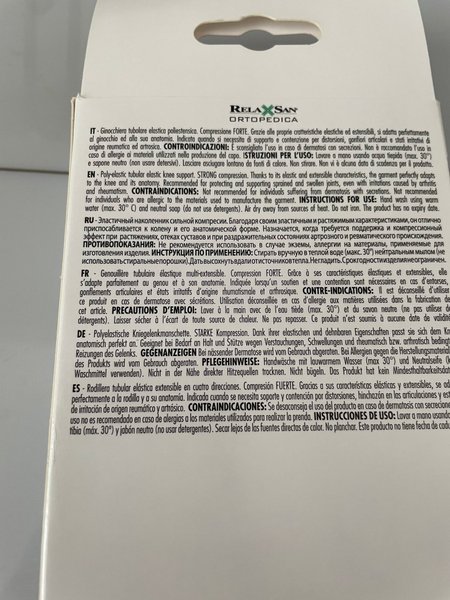 RELAXSAN
ORTOPEDICA
IT - Ginocchiera tubolare elastica poliestensica. Compressione FORTE. Grazie alle proprie caratteristiche elastiche ed estensibili, si adatta perfettamente
al ginocchio ed alla sua anatomia. Indicata quando si necessita di supporto e contenzione per distorsioni, gonfiori articolari e stati irritativi di
origine reumatica ed artrosica. CONTROINDICAZIONI: È sconsigliato l'uso in caso di dermatosi con secrezioni. Non è raccomandato l'uso in
caso di allergie ai materiali utilizzati nella produzione del capo. ISTRUZIONI PER L'USO: Lavare a mano usando acqua tiepida (max. 30°)
e sapone neutro (non usare detersivi). Lasciare asciugare lontano da fonti di calore. Non stirare. Non vi è alcuna data di scadenza per il prodotto.
EN - Poly-elastic tubular elastic knee support. STRONG compression. Thanks to its elastic and extensible characteristics, the garment perfectly adapts
to the knee and its anatomy. Recommended for protecting and supporting sprained and swollen joints, even with irritations caused by arthritis
and rheumatism. CONTRAINDICATIONS: Not recommended for individuals suffering from dermatosis with secretions. Not recommended
for individuals who are allergic to the materials used to manufacture the garment. INSTRUCTIONS FOR USE: Hand wash using warm
water (max. 30° C) and neutral soap (do not use detergents). Air dry away from sources of heat. Do not iron. The product has no expiry date.
RU - Эластичный наколенник сильной компресии. Благодаря своим эластичным и растяжимым характеристикам, он отлично
приспосабливается к колену и его анатомической форме. Назначается, когда требуется поддержка и компрессионный
эффект при растяжениях, отеках суставов и при раздражительных состояниях артрозного и ревматического происхождения.
ПРОТИВОПОКАЗАНИЯ: Не рекомендуется использовать в случае экземы, аллергии на материалы, применяемые для
изготовления изделия. ИНСТРУКЦИЯ ПО ПРИМЕНЕНИЮ: Стирать вручную в теплой воде (макс. 30°) нейтральным мылом (не
использовать стиральные порошки). Дать высохнуть вдали от источников тепла. Не гладить. Срок годности изделия неограничен.
FR - Genouillère tubulaire élastique multi-extensible. Compression FORTE. Grâce à ses caractéristiques élastiques et extensibles, elle
s'adapte parfaitement au genou et à son anatomie. Indiquée lorsqu'un soutien et une contention sont nécessaires en cas d'entorses,
gonflements articulaires et états irritatifs d'origine rhumatismale et arthrosique. CONTRE-INDICATIONS: Il est déconseillé d'utiliser
ce produit en cas de dermatose avec sécrétions. Utilisation déconseillée en cas d'allergie aux matières utilisées dans la fabrication de
cet article. PRECAUTIONS D'EMPLOI: Laver à la main avec de l'eau tiède (max. 30°) et du savon neutre (ne pas utiliser de
détergents). Laisser sécher à l'écart de toute source de chaleur. Ne pas repasser. Ce produit n'est soumis à aucune date de validité.
DE - Polyelastische Kniegelenkmanschette. STARKE Kompression. Dank ihrer elastischen und dehnbaren Eigenschaften passt sie sich dem Knie
anatomisch perfekt an. Geeignet bei Bedarf an Halt und Stütze wegen Verstauchungen, Schwellungen und rheumatisch bzw. arthrotisch bedingten
Reizungen des Gelenks. GEGENANZEIGEN Bei nässender Dermatose wird vom Gebrauch abgeraten. Bei Allergien gegen die Herstellungsmaterialien
des Produkts wird vom Gebrauch abgeraten. PFLEGEHINWEISE: Handwäsche mit lauwarmem Wasser (max 30°) und neutraler Seife (kein
Waschmittel verwenden). Nicht in der Nähe direkter Hitzequellen trocknen. Nicht bügeln. Das Produkt hat kein Mindesthaltbarkeitsdatum
ES - Rodillera tubular elástica extensible en cuatro direcciones. Compresión FUERTE. Gracias a sus características elásticas y extensibles, se adapta
perfectamente a la rodilla y a su anatomía. Indicada cuando se necesita soporte y contención por distorsiones, hinchazón en las articulaciones y estados
de irritación de origen reumático y artrósico. CONTRAINDICACIONES: Se desaconseja el uso del producto en caso de dermatosis con secreciones
uso no es recomendado en caso de alergias a los materiales utilizados para realizar la prenda. INSTRUCCIONES DE USO: Lavar a mano usando
tibia (máx. 30°) y jabón neutro (no usar detergentes). Secar lejos de las fuentes directas de calor. No planchar. Este producto no tiene fecha de